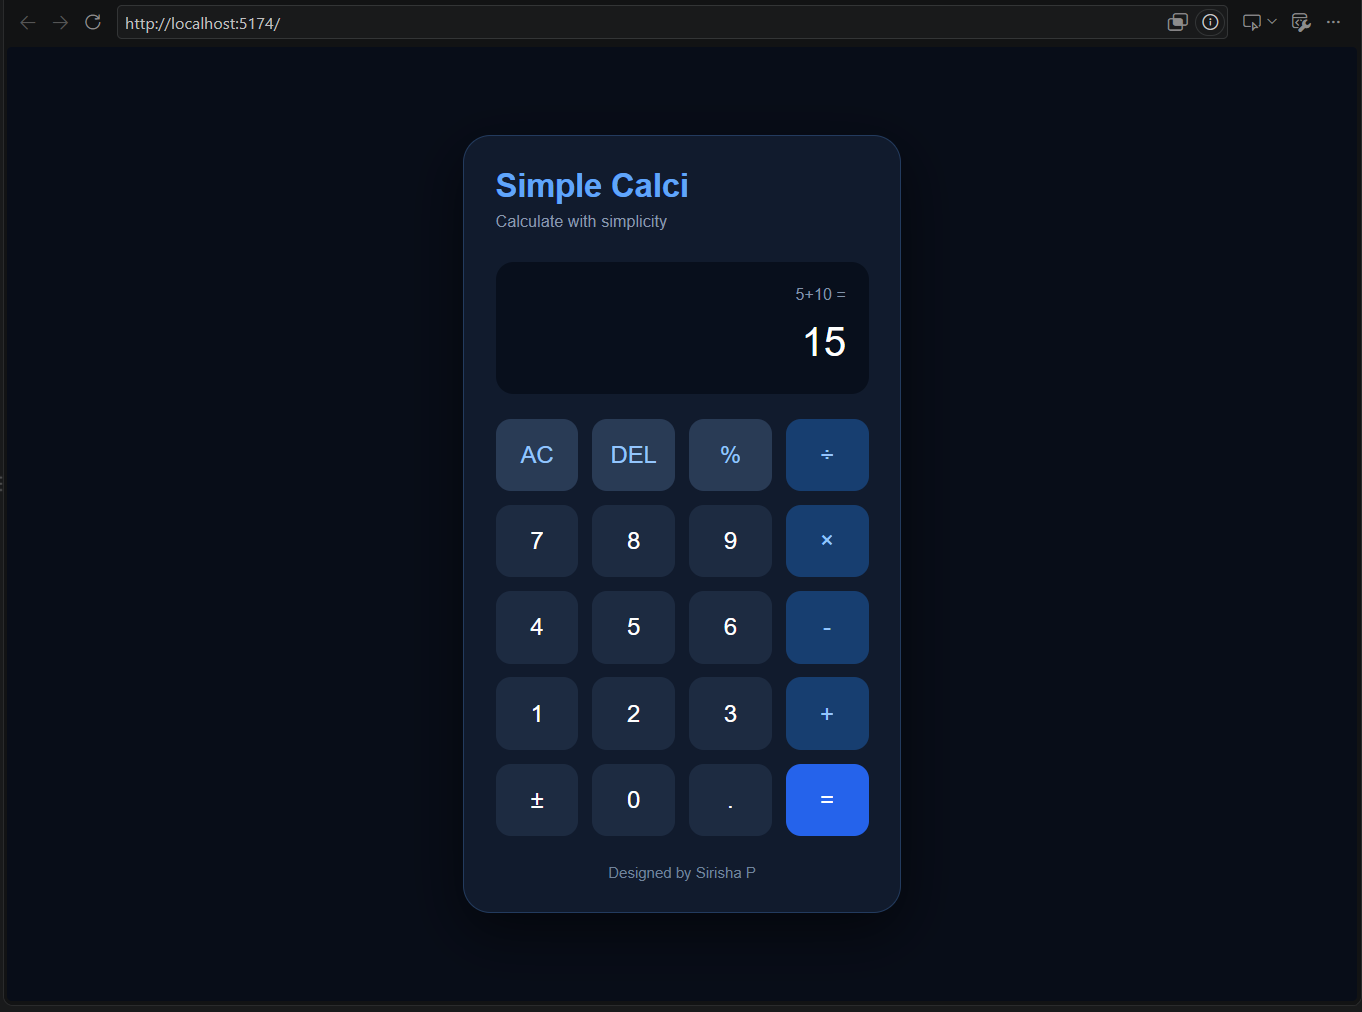 http://localhost:5174/
Simple Calci
Calculate with simplicity
5+10 =
15
AC DEL % ÷
7 8 9 ×
4 5 6 -
1 2 3 +
± 0 . =
Designed by Sirisha P